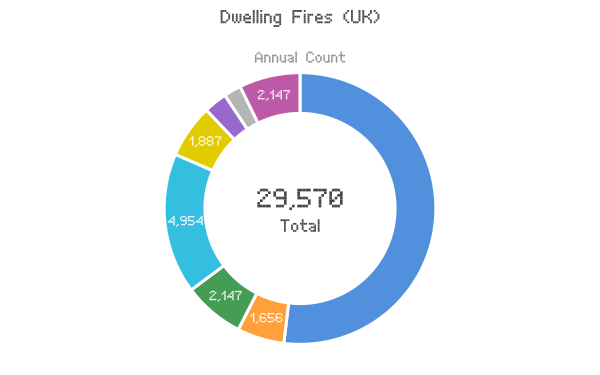 Dwelling Fires (UK)
Annual Count
2,147
1,887
29,570
4,954
Total
2,147
1,656